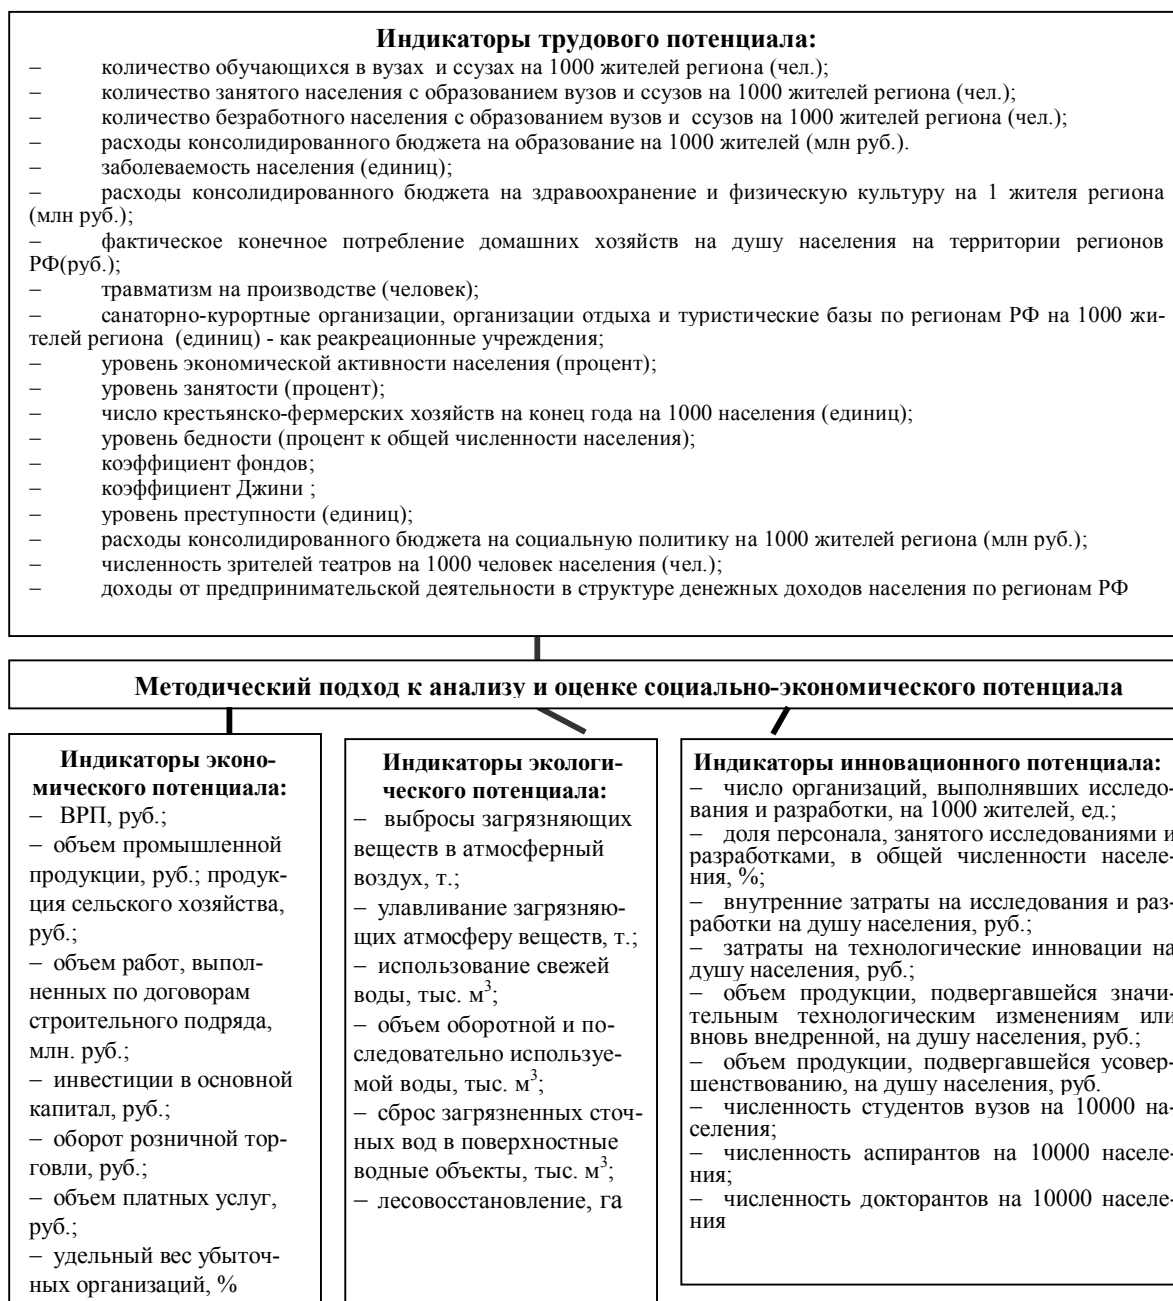 Индикаторы трудового потенциала:
– количество обучающихся в вузах и ссузах на 1000 жителей региона (чел.);
– количество занятого населения с образованием вузов и ссузов на 1000 жителей региона (чел.);
– количество безработного населения с образованием вузов и ссузов на 1000 жителей региона (чел.);
– расходы консолидированного бюджета на образование на 1000 жителей (млн руб.).
– заболеваемость населения (единиц);
– расходы консолидированного бюджета на здравоохранение и физическую культуру на 1 жителя региона
(млн руб.);
– фактическое конечное потребление домашних хозяйств на душу населения на территории регионов
РФ(руб.);
– травматизм на производстве (человек);
– санаторно-курортные организации, организации отдыха и туристические базы по регионам РФ на 1000 жи-
телей региона (единиц) - как реакреационные учреждения;
– уровень экономической активности населения (процент);
– уровень занятости (процент);
– число крестьянско-фермерских хозяйств на конец года на 1000 населения (единиц);
– уровень бедности (процент к общей численности населения);
– коэффициент фондов;
– коэффициент Джини ;
– уровень преступности (единиц);
– расходы консолидированного бюджета на социальную политику на 1000 жителей региона (млн руб.);
– численность зрителей театров на 1000 человек населения (чел.);
– доходы от предпринимательской деятельности в структуре денежных доходов населения по регионам РФ
Методический подход к анализу и оценке социально-экономического потенциала
Индикаторы эконо-
мического потенциала:
– ВРП, руб.;
– объем промышленной
продукции, руб.; продук-
ция сельского хозяйства,
руб.;
– объем работ, выпол-
ненных по договорам
строительного подряда,
млн. руб.;
– инвестиции в основной
капитал, руб.;
– оборот розничной тор-
говли, руб.;
– объем платных услуг,
руб.;
– удельный вес убыточ-
ных организаций, %
Индикаторы экологи-
ческого потенциала:
– выбросы загрязняющих
веществ в атмосферный
воздух, т.;
– улавливание загрязняю-
щих атмосферу веществ, т.;
– использование свежей
воды, тыс. м³;
– объем оборотной и по-
следовательно используе-
мой воды, тыс. м³;
– сброс загрязненных сточ-
ных вод в поверхностные
водные объекты, тыс. м³;
– лесовосстановление, га
Индикаторы инновационного потенциала:
– число организаций, выполнявших исследо-
вания и разработки, на 1000 жителей, ед.;
– доля персонала, занятого исследованиями и
разработками, в общей численности населе-
ния, %;
– внутренние затраты на исследования и раз-
работки на душу населения, руб.;
– затраты на технологические инновации на
душу населения, руб.;
– объем продукции, подвергавшейся значи-
тельным технологическим изменениям или
вновь внедренной, на душу населения, руб.;
– объем продукции, подвергавшейся усовер-
шенствованию, на душу населения, руб.
– численность студентов вузов на 10000 на-
селения;
– численность аспирантов на 10000 населе-
ния;
– численность докторантов на 10000 населе-
ния